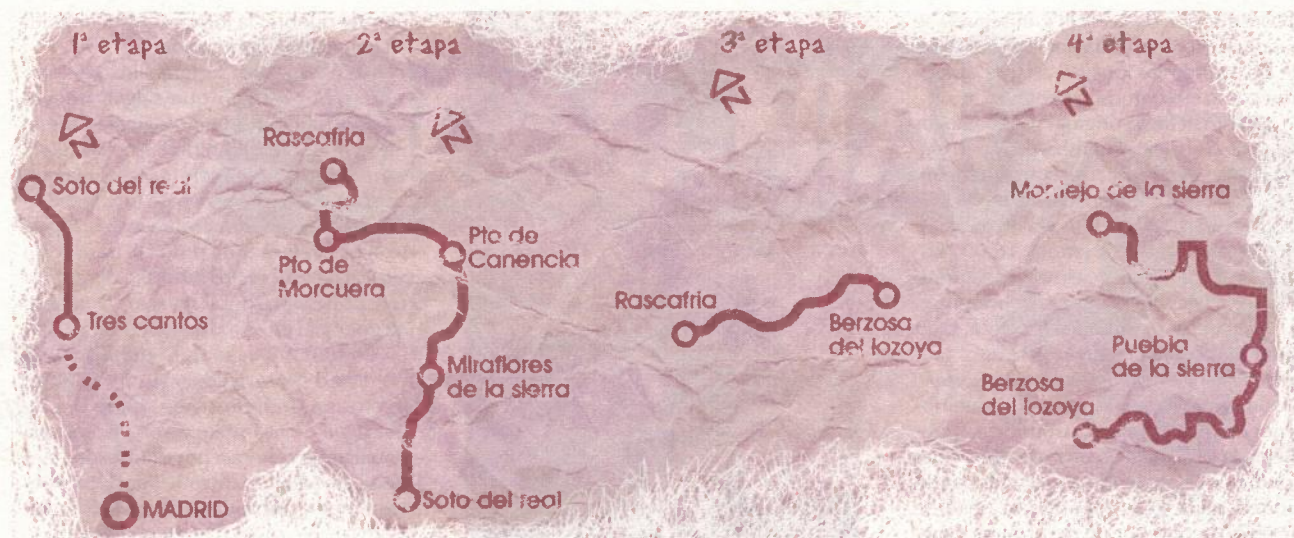 1ª etapa
N
Soto del real
Tres cantos
MADRID
2ª etapa
N
Rascafria
Pto de
Morcuera
Pto de
Canencia
Miraflores
de la sierra
Soto del real
3ª etapa
N
Rascafria
Berzosa
del lozoya
4ª etapa
N
Montejo de la sierra
Puebla
de la sierra
Berzosa
del lozoya